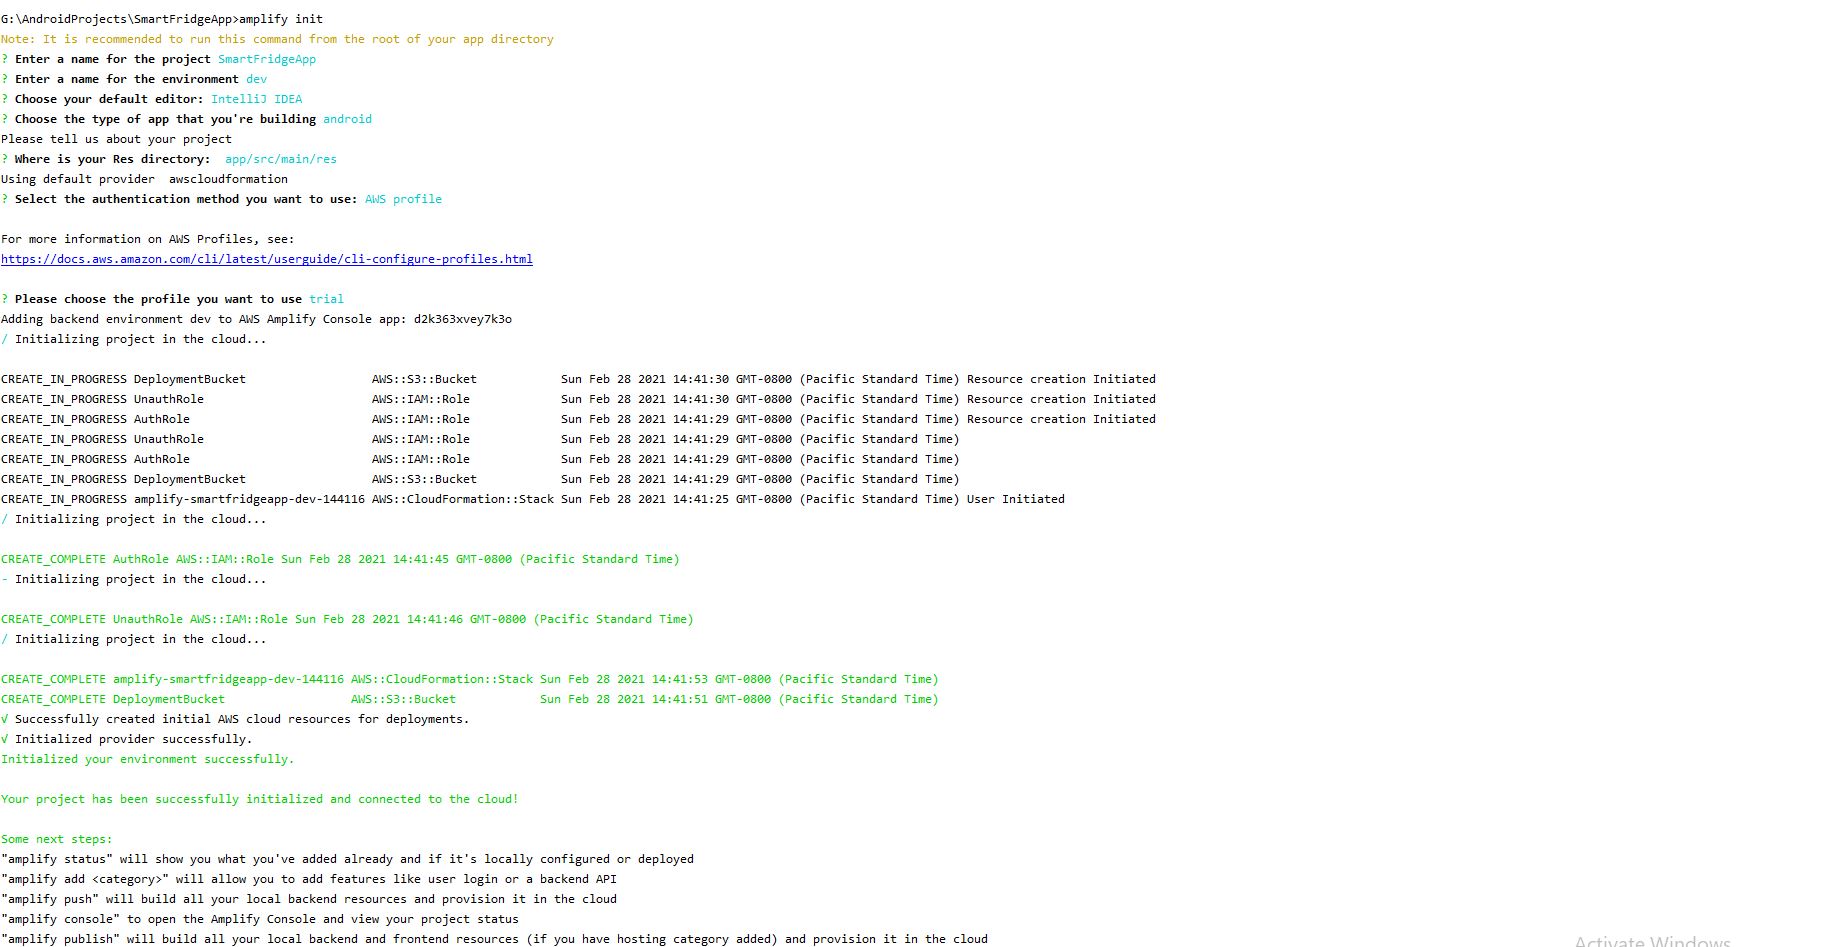 G:\AndroidProjects\SmartFridgeApp>amplify init
Note: It is recommended to run this command from the root of your app directory
? Enter a name for the project SmartFridgeApp
? Enter a name for the environment dev
? Choose your default editor: IntelliJ IDEA
? Choose the type of app that you're building android
Please tell us about your project
? Where is your Res directory:  app/src/main/res
Using default provider  awscloudformation
? Select the authentication method you want to use: AWS profile
For more information on AWS Profiles, see:
https://docs.aws.amazon.com/cli/latest/userguide/cli-configure-profiles.html
? Please choose the profile you want to use trial
Adding backend environment dev to AWS Amplify Console app: d2k363xvey7k3o
/ Initializing project in the cloud...
CREATE_IN_PROGRESS DeploymentBucket                  AWS::S3::Bucket            Sun Feb 28 2021 14:41:30 GMT-0800 (Pacific Standard Time) Resource creation Initiated
CREATE_IN_PROGRESS UnauthRole                        AWS::IAM::Role             Sun Feb 28 2021 14:41:30 GMT-0800 (Pacific Standard Time) Resource creation Initiated
CREATE_IN_PROGRESS AuthRole                          AWS::IAM::Role             Sun Feb 28 2021 14:41:29 GMT-0800 (Pacific Standard Time) Resource creation Initiated
CREATE_IN_PROGRESS UnauthRole                        AWS::IAM::Role             Sun Feb 28 2021 14:41:29 GMT-0800 (Pacific Standard Time)
CREATE_IN_PROGRESS AuthRole                          AWS::IAM::Role             Sun Feb 28 2021 14:41:29 GMT-0800 (Pacific Standard Time)
CREATE_IN_PROGRESS DeploymentBucket                  AWS::S3::Bucket            Sun Feb 28 2021 14:41:29 GMT-0800 (Pacific Standard Time)
CREATE_IN_PROGRESS amplify-smartfridgeapp-dev-144116 AWS::CloudFormation::Stack Sun Feb 28 2021 14:41:25 GMT-0800 (Pacific Standard Time) User Initiated
/ Initializing project in the cloud...
CREATE_COMPLETE AuthRole AWS::IAM::Role Sun Feb 28 2021 14:41:45 GMT-0800 (Pacific Standard Time)
- Initializing project in the cloud...
CREATE_COMPLETE UnauthRole AWS::IAM::Role Sun Feb 28 2021 14:41:46 GMT-0800 (Pacific Standard Time)
/ Initializing project in the cloud...
CREATE_COMPLETE amplify-smartfridgeapp-dev-144116 AWS::CloudFormation::Stack Sun Feb 28 2021 14:41:53 GMT-0800 (Pacific Standard Time)
CREATE_COMPLETE DeploymentBucket                  AWS::S3::Bucket            Sun Feb 28 2021 14:41:51 GMT-0800 (Pacific Standard Time)
√ Successfully created initial AWS cloud resources for deployments.
√ Initialized provider successfully.
Initialized your environment successfully.
Your project has been successfully initialized and connected to the cloud!
Some next steps:
"amplify status" will show you what you've added already and if it's locally configured or deployed
"amplify add <category>" will allow you to add features like user login or a backend API
"amplify push" will build all your local backend resources and provision it in the cloud
"amplify console" to open the Amplify Console and view your project status
"amplify publish" will build all your local backend and frontend resources (if you have hosting category added) and provision it in the cloud
Activate Windows